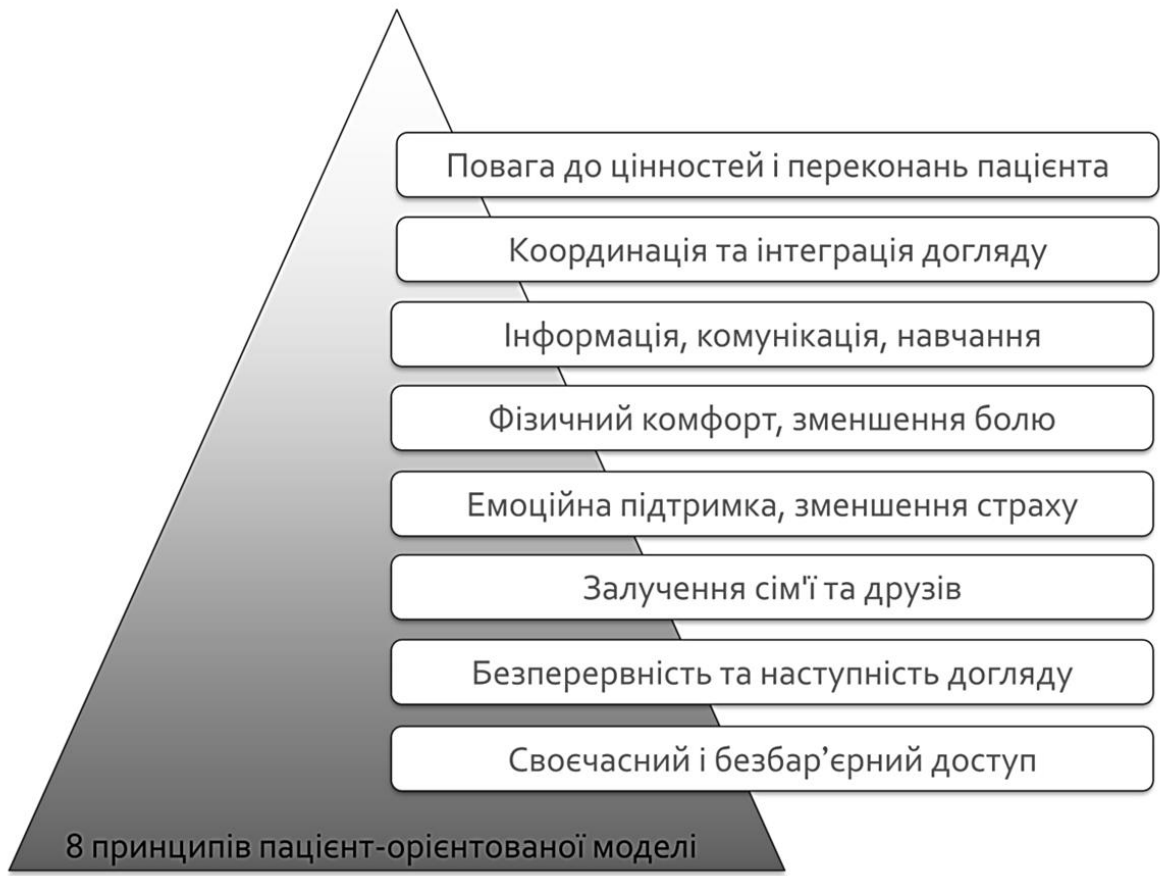 Повага до цінностей і переконань пацієнта
Координація та інтеграція догляду
Інформація, комунікація, навчання
Фізичний комфорт, зменшення болю
Емоційна підтримка, зменшення страху
Залучення сім'ї та друзів
Безперервність та наступність догляду
Своєчасний і безбар’єрний доступ
8 принципів пацієнт-орієнтованої моделі